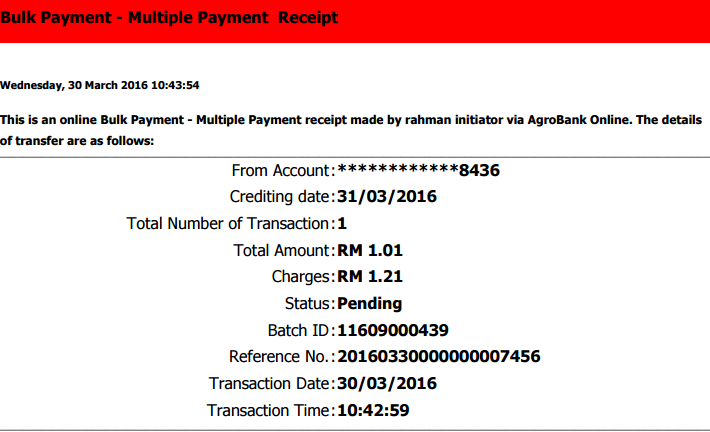 Bulk Payment - Multiple Payment Receipt
Wednesday, 30 March 2016 10:43:54
This is an online Bulk Payment - Multiple Payment receipt made by rahman initiator via AgroBank Online. The details
of transfer are as follows:
From Account:************8436
Crediting date:31/03/2016
Total Number of Transaction:1
Total Amount:RM 1.01
Charges:RM 1.21
Status:Pending
Batch ID:11609000439
Reference No.:20160330000000007456
Transaction Date:30/03/2016
Transaction Time:10:42:59